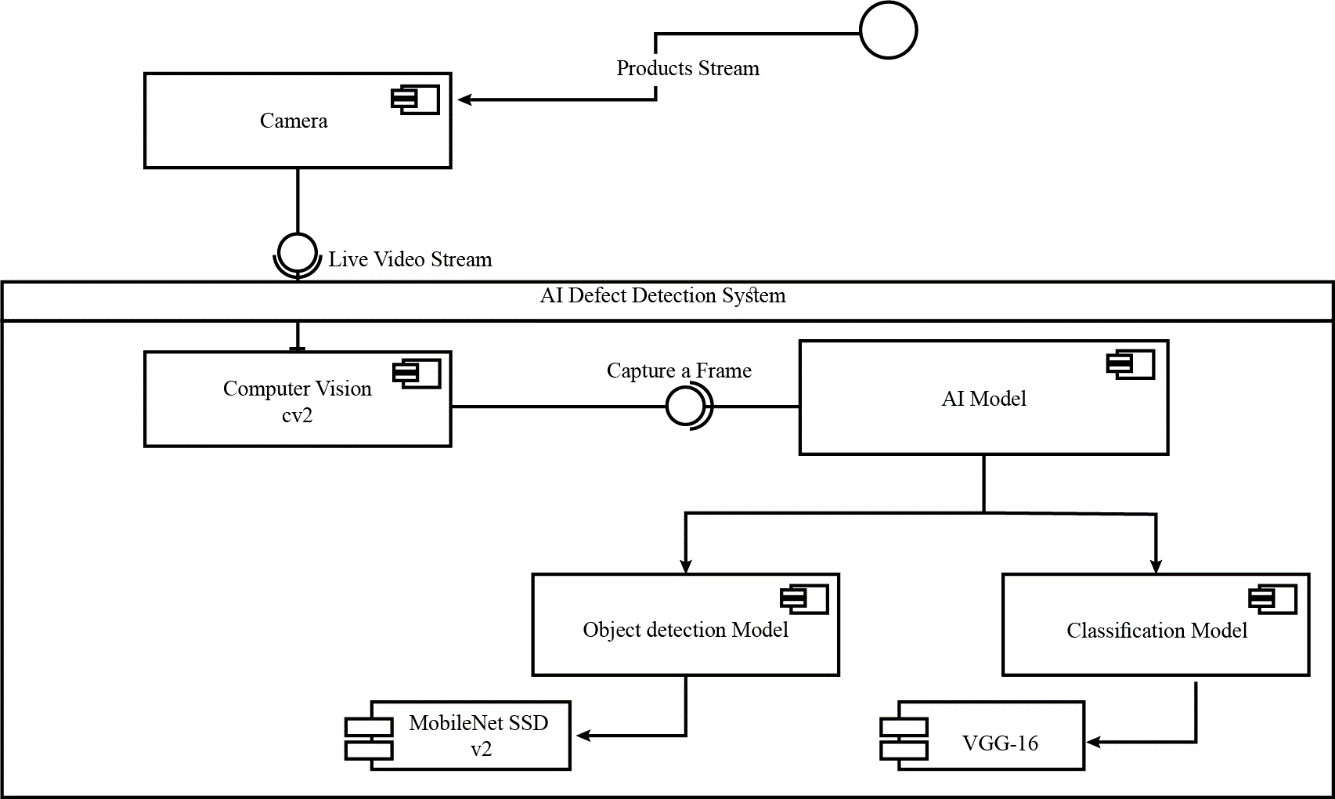 Products Stream
Camera
Live Video Stream
AI Defect Detection System
Computer Vision
cv2
Capture a Frame
AI Model
Object detection Model
Classification Model
MobileNet SSD
v2
VGG-16